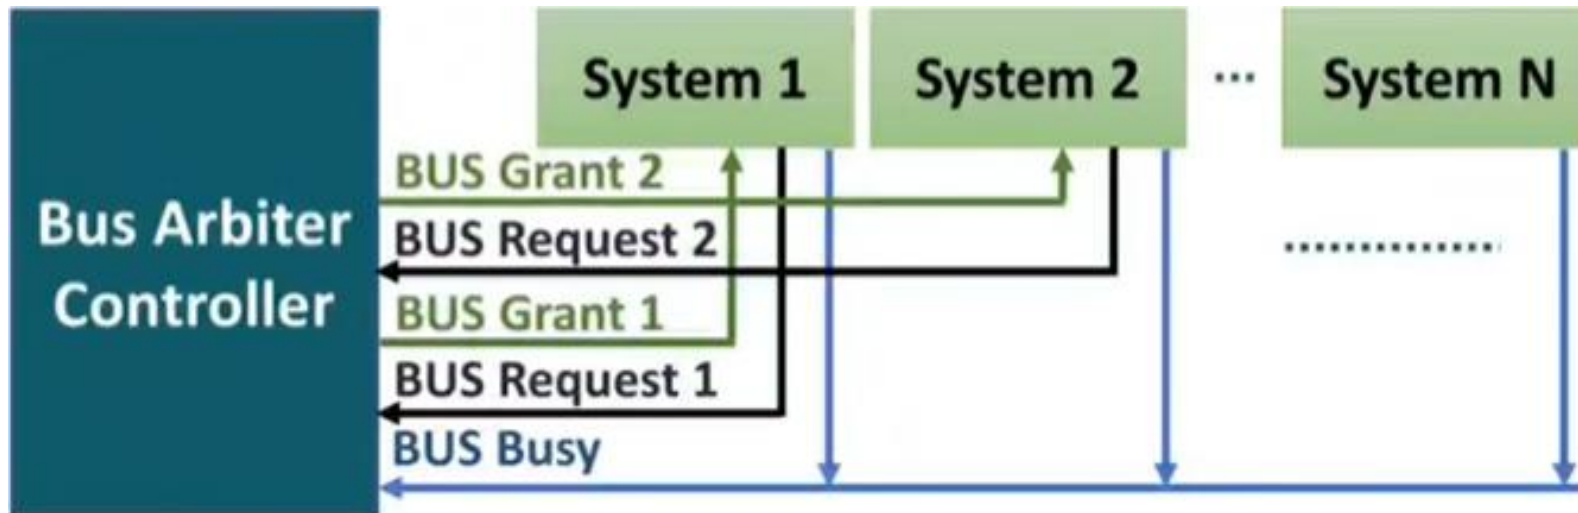 System 1
System 2
...
System N
Bus Arbiter
Controller
BUS Grant 2
BUS Request 2
BUS Grant 1
BUS Request 1
BUS Busy